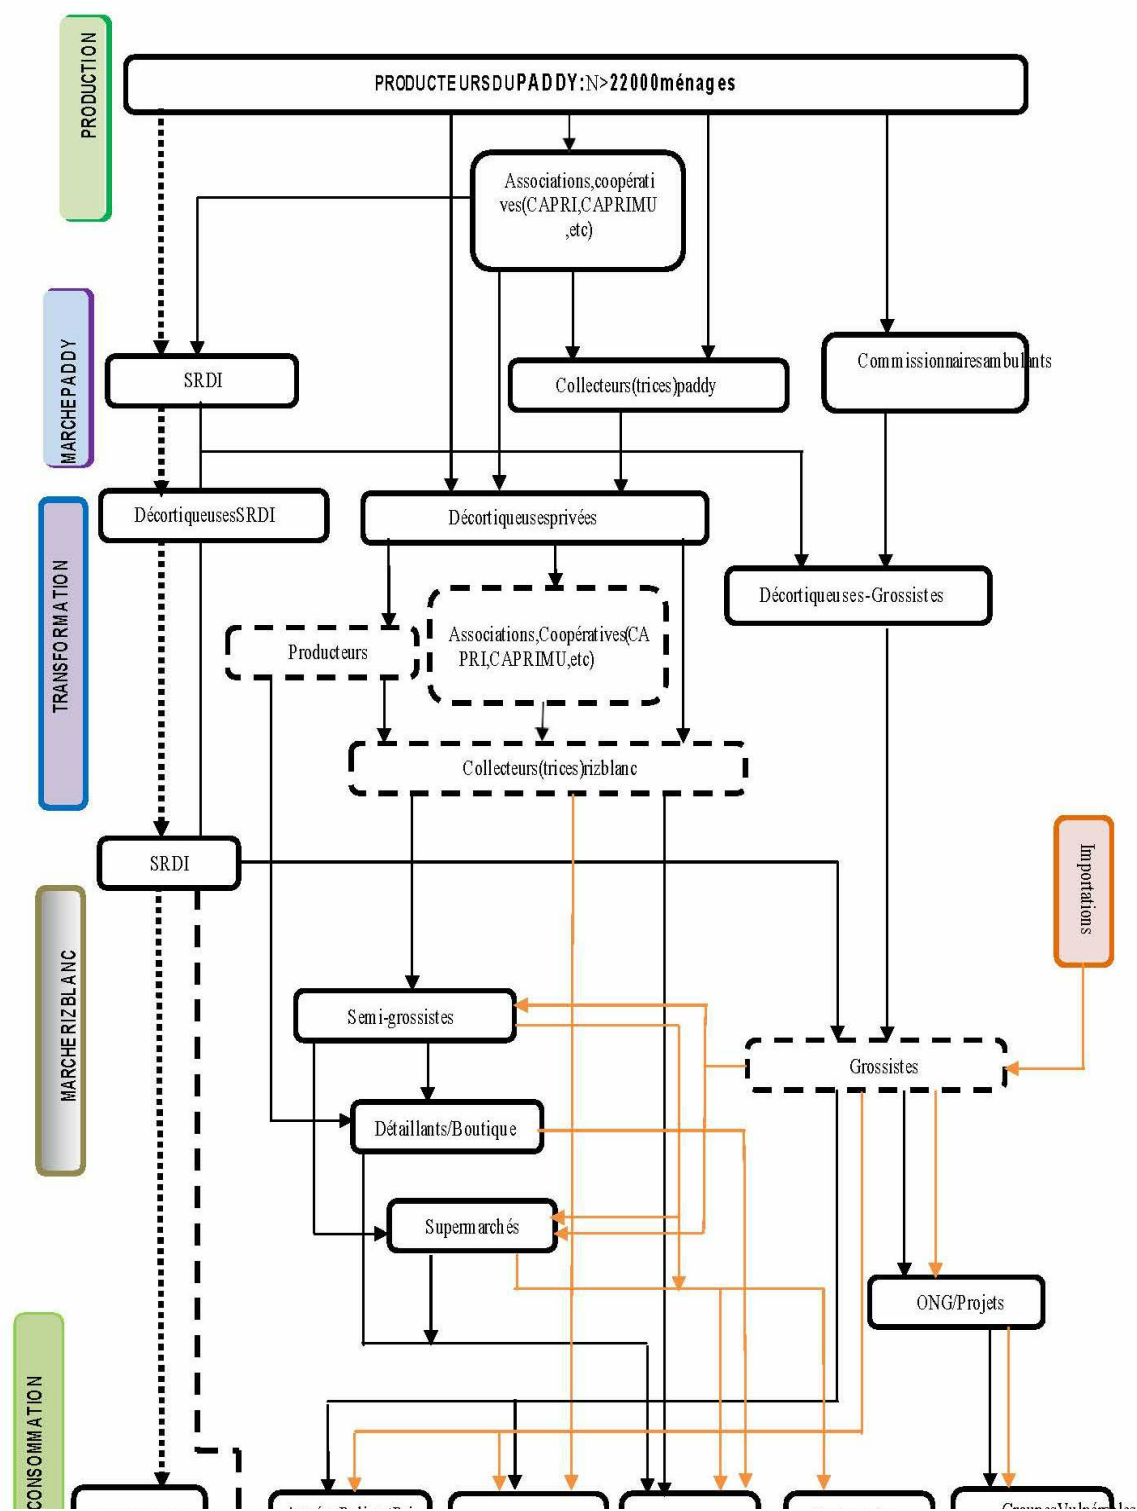 PRODUCTION
PRODUCTEURSDUPADDY:N>22000ménages
Associations,coopérati
ves(CAPRI,CAPRIMU
,etc)
MARCHEPADDY
SRDI
Collecteurs(trices)paddy
Commissionnairesambulants
TRANSFORMATION
DécortiqueusesSRDI
Décortiqueusesprivées
Décortiqueuses-Grossistes
Producteurs
Associations,Coopératives(CA
PRI,CAPRIMU,etc)
Collecteurs(trices)rizblanc
SRDI
Importations
MARCHERIZBLANC
Semi-grossistes
Grossistes
Détaillants/Boutique
Supermarchés
ONG/Projets
CONSOMMATION
GroupesVulnérables